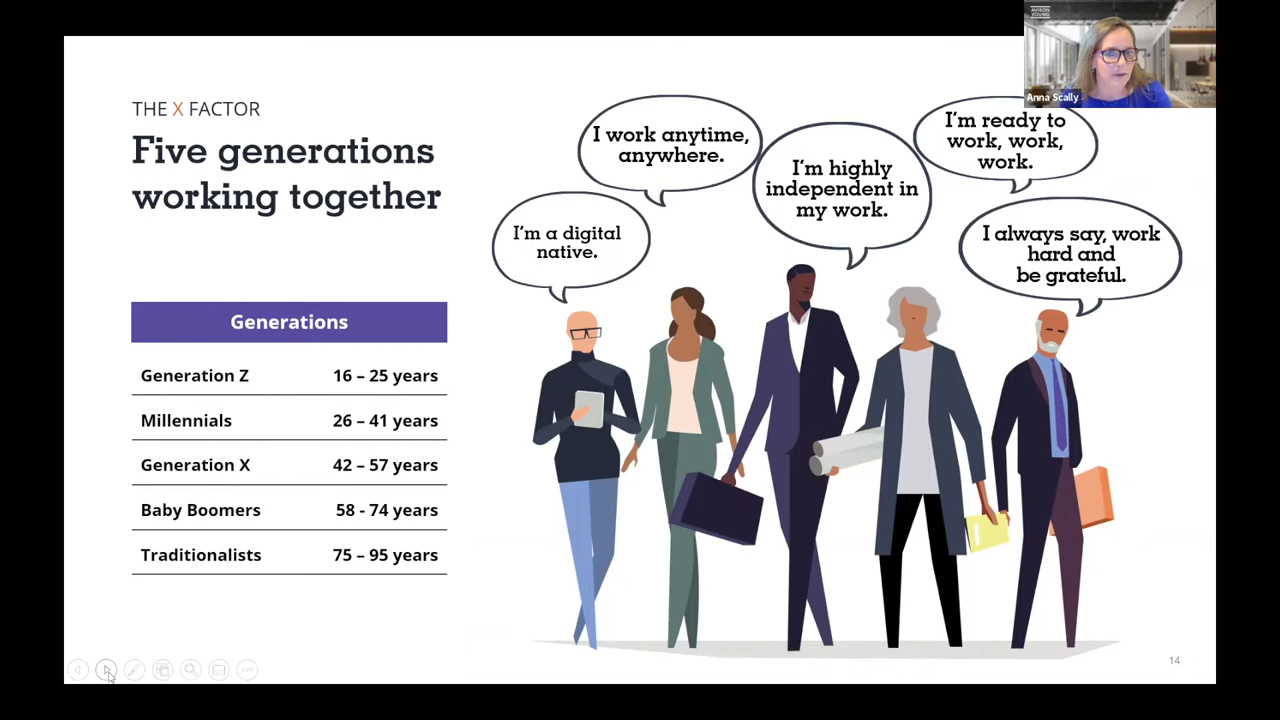 AVISON
YOUNG
Anna Scally
THE X FACTOR
Five generations
working together
I work anytime,
anywhere.
I'm ready to
work, work,
work.
I'm highly
independent in
my work.
I'm a digital
native.
I always say, work
hard and
be grateful.
Generations
Generation Z 16 – 25 years
Millennials 26 – 41 years
Generation X 42 – 57 years
Baby Boomers 58 - 74 years
Traditionalists 75 – 95 years
14